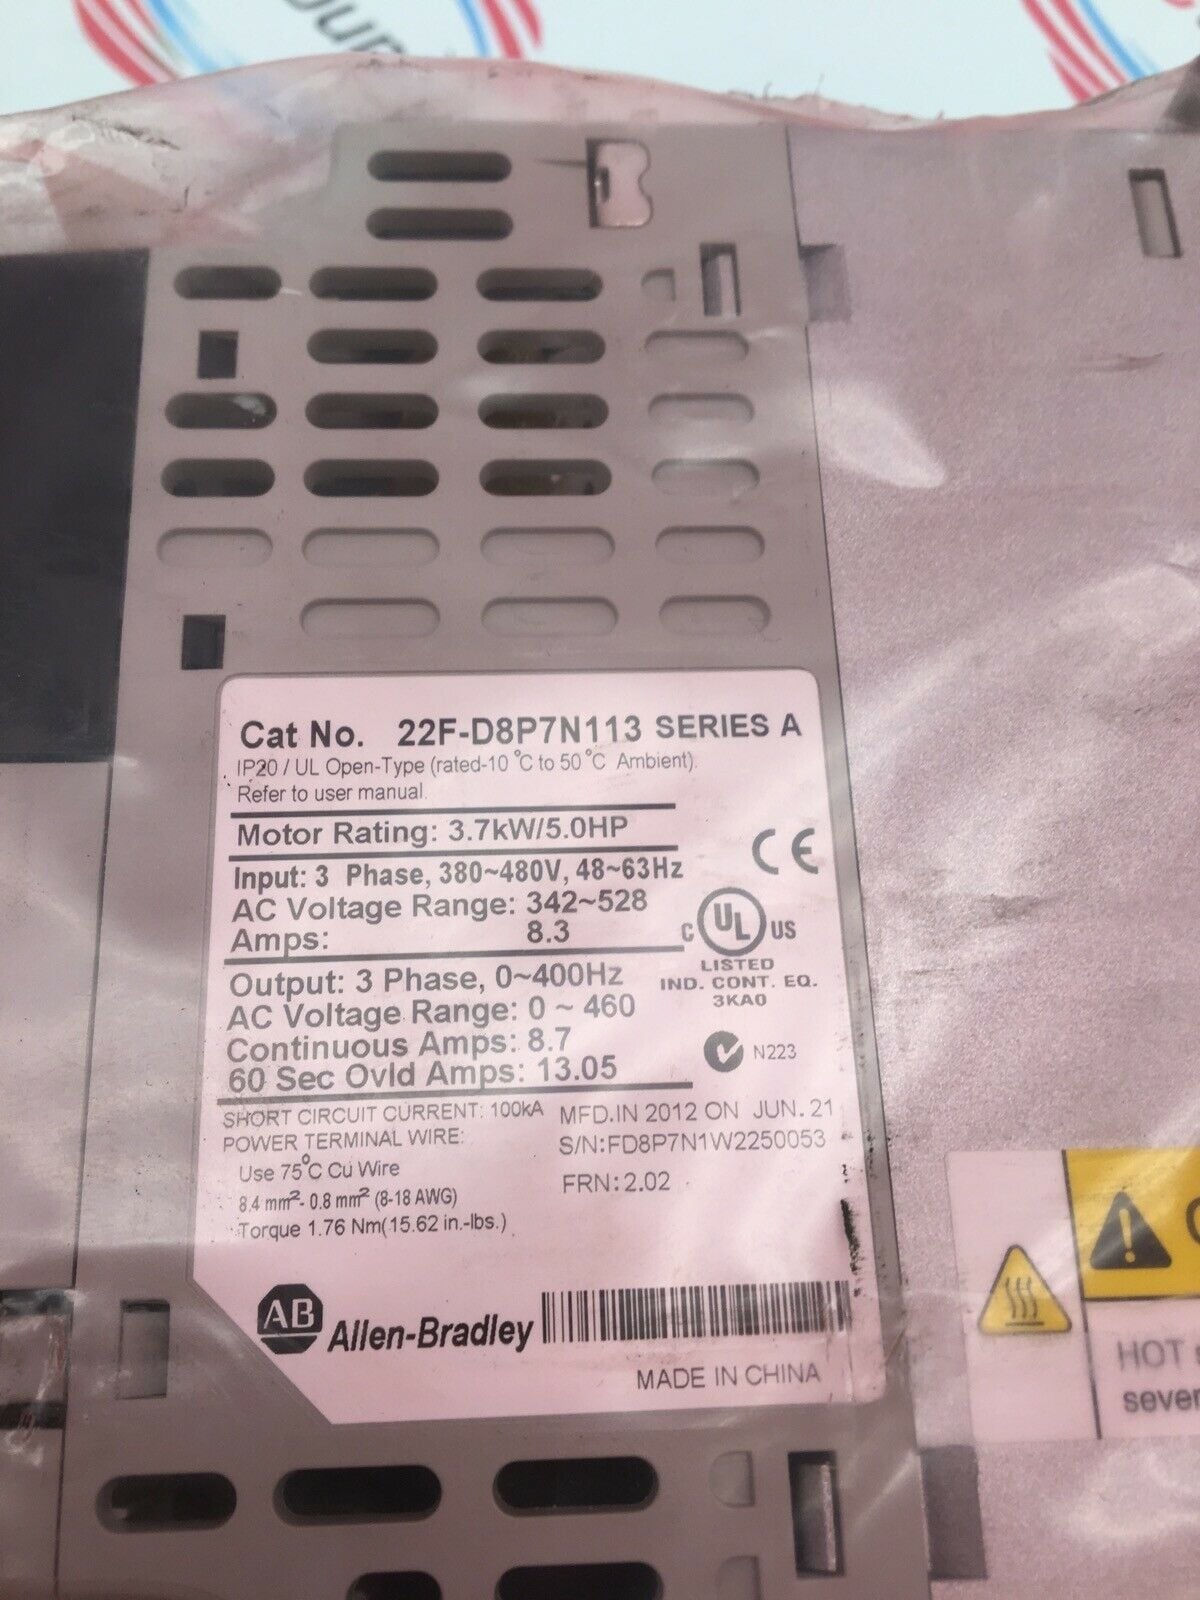 Cat No. 22F-D8P7N113 SERIES A
IP20 / UL Open-Type (rated-10 °C to 50 °C Ambient).
Refer to user manual.
Motor Rating: 3.7kW/5.0HP
Input: 3 Phase, 380~480V, 48~63Hz
AC Voltage Range: 342~528
Amps: 8.3
Output: 3 Phase, 0~400Hz
AC Voltage Range: 0 ~ 460
Continuous Amps: 8.7
60 Sec Ovld Amps: 13.05
CE
C UL US
LISTED
IND. CONT. EQ.
3KA0
N223
SHORT CIRCUIT CURRENT: 100kA
POWER TERMINAL WIRE:
Use 75°C Cu Wire
8.4 mm²- 0.8 mm² (8-18 AWG)
Torque 1.76 Nm(15.62 in.-lbs.)
MFD.IN 2012 ON JUN. 21
S/N:FD8P7N1W2250053
FRN:2.02
AB Allen-Bradley
MADE IN CHINA
HOT